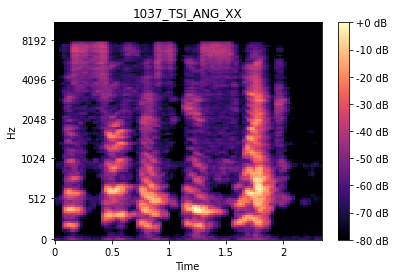 1037_TSI_ANG_XX
+0 dB
8192
-10 dB
4096
-20 dB
-30 dB
2048
-40 dB
Hz
1024
-50 dB
512
-60 dB
-70 dB
0
-80 dB
0 0.5 1 1.5 2
Time